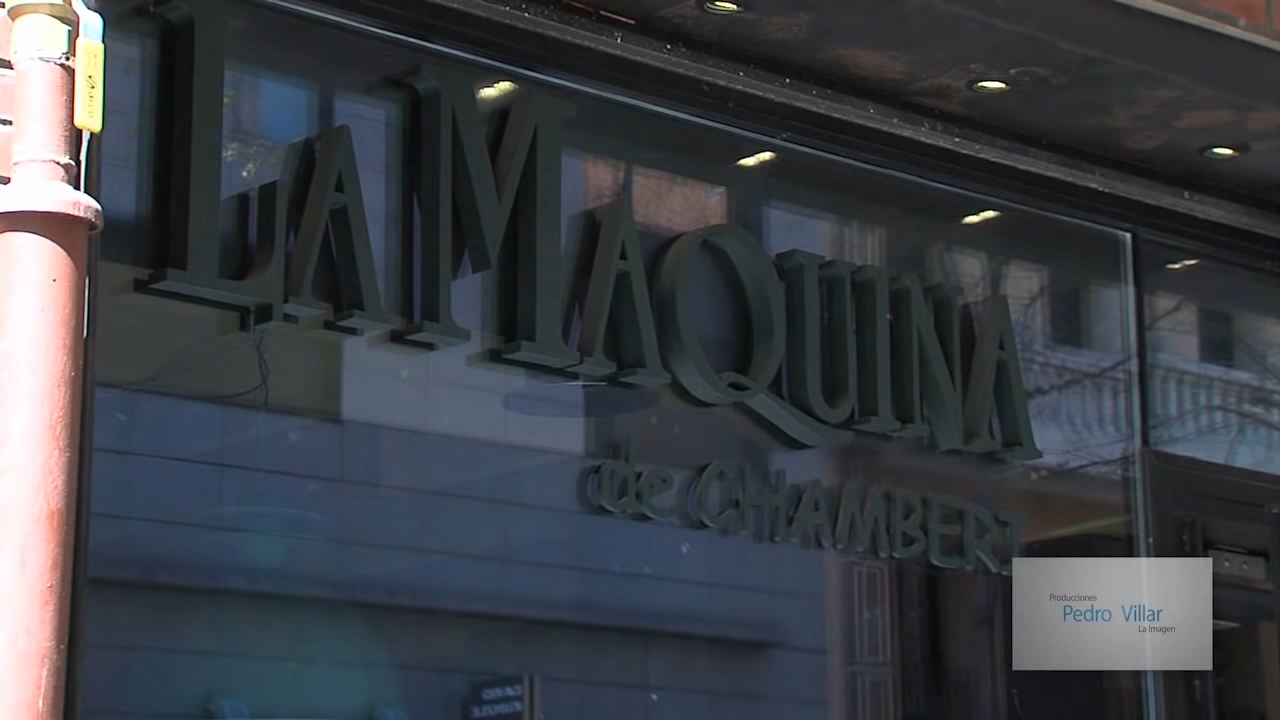 LA MAQUINA
de CHAMBERI
Producciones
Pedro Villar
La Imagen